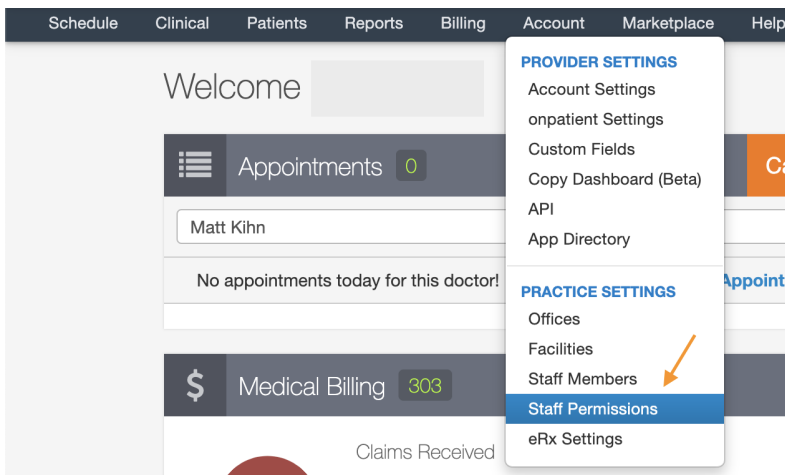 Schedule Clinical Patients Reports Billing Account Marketplace Help
Welcome
Appointments 0
Matt Kihn
No appointments today for this doctor!
Appoint
Medical Billing 303
Claims Received
PROVIDER SETTINGS
Account Settings
onpatient Settings
Custom Fields
Copy Dashboard (Beta)
API
App Directory
PRACTICE SETTINGS
Offices
Facilities
Staff Members
Staff Permissions
eRx Settings
Ca